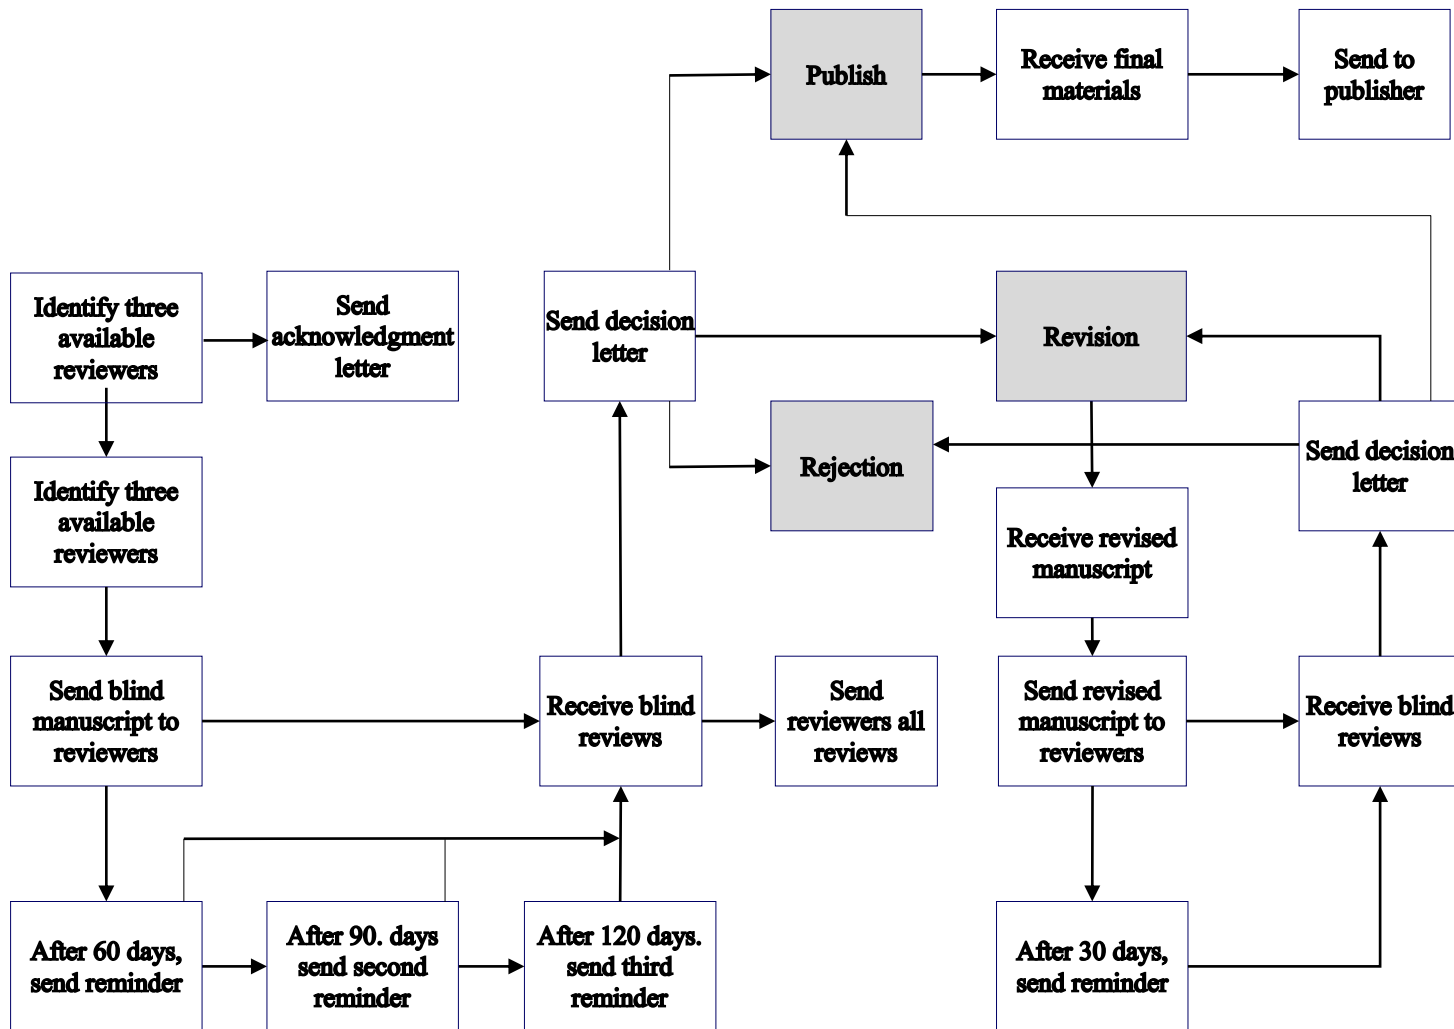 Publish
Receive final
materials
Send to
publisher
Identify three
available
reviewers
Send
acknowledgment
letter
Send decision
letter
Revision
Rejection
Send decision
letter
Identify three
available
reviewers
Receive revised
manuscript
Send blind
manuscript to
reviewers
Receive blind
reviews
Send
reviewers all
reviews
Send revised
manuscript to
reviewers
Receive blind
reviews
After 60 days,
send reminder
After 90. days
send second
reminder
After 120 days.
send third
reminder
After 30 days,
send reminder